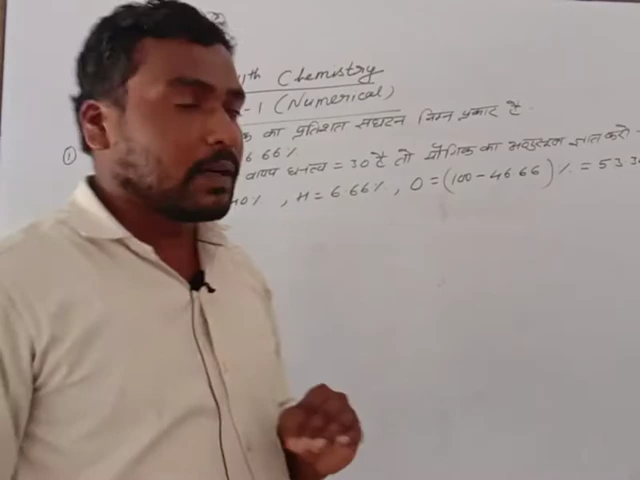 11th Chemistry
-1 (Numerical)
① क का प्रतिशत संघटन निम्न प्रकार है.
6.66%
वाष्प घनत्व = 30 है तो यौगिक का अणुसूत्र ज्ञात करो
40% , H = 6.66% , O = (100 - 46.66)% = 53.3